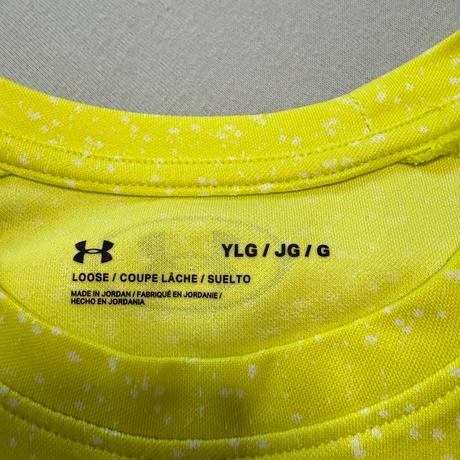 YLG / JG / G
LOOSE / COUPE LÂCHE / SUELTO
MADE IN JORDAN / FABRIQUÉ EN JORDANIE /
HECHO EN JORDANIA